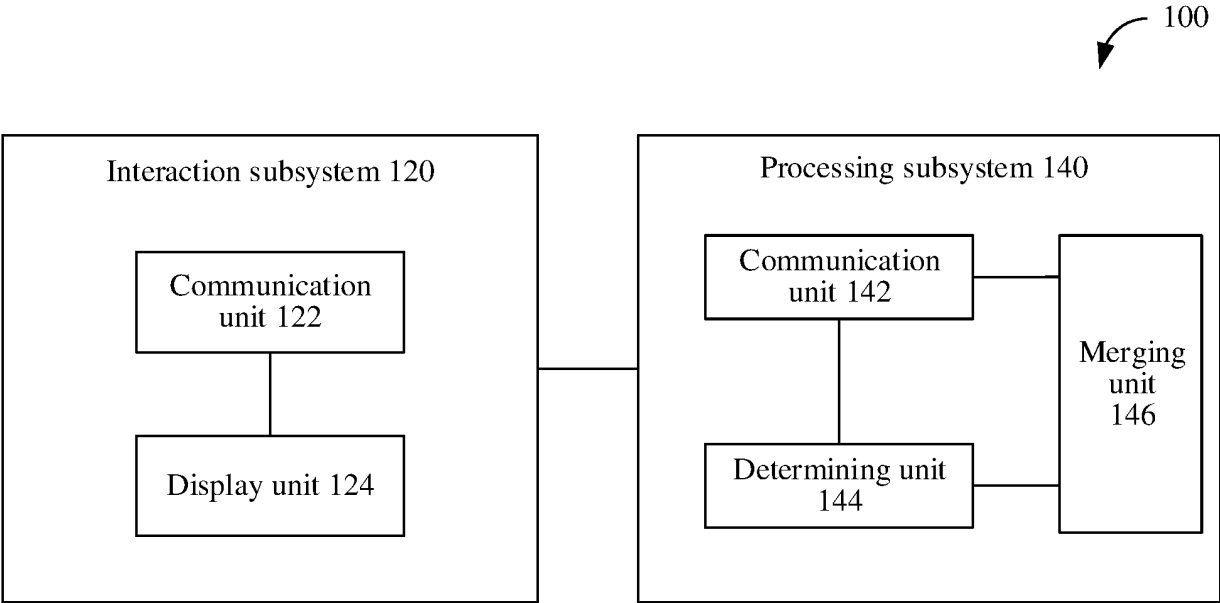 100
Interaction subsystem 120
Communication
unit 122
Display unit 124
Processing subsystem 140
Communication
unit 142
Determining unit
144
Merging
unit
146